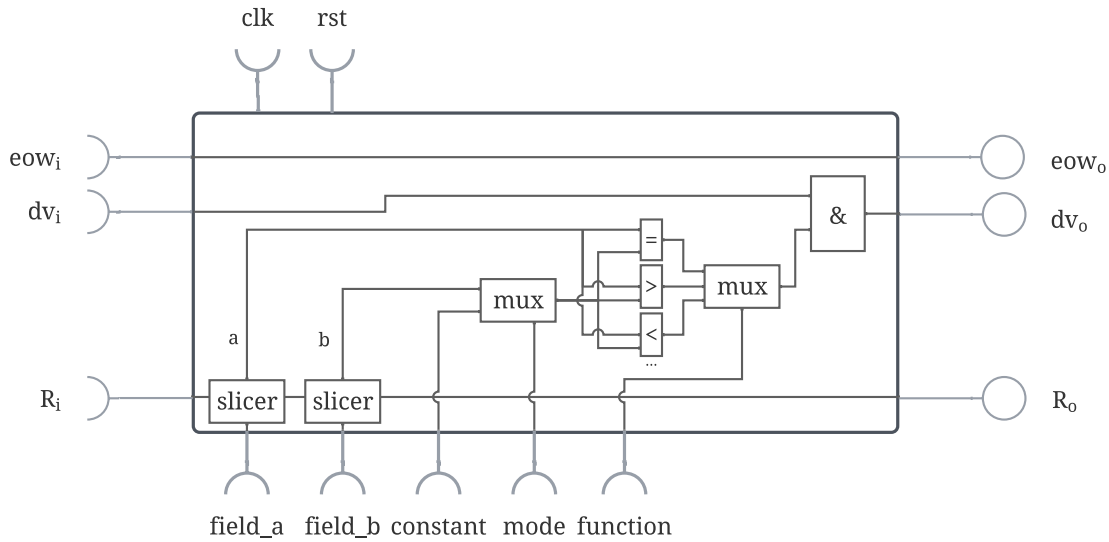 clk rst
eowᵢ
eowₒ
dvᵢ
&
dvₒ
=
mux
>
mux
<
a
b
...
Rᵢ
slicer
slicer
Rₒ
field_a field_b constant mode function